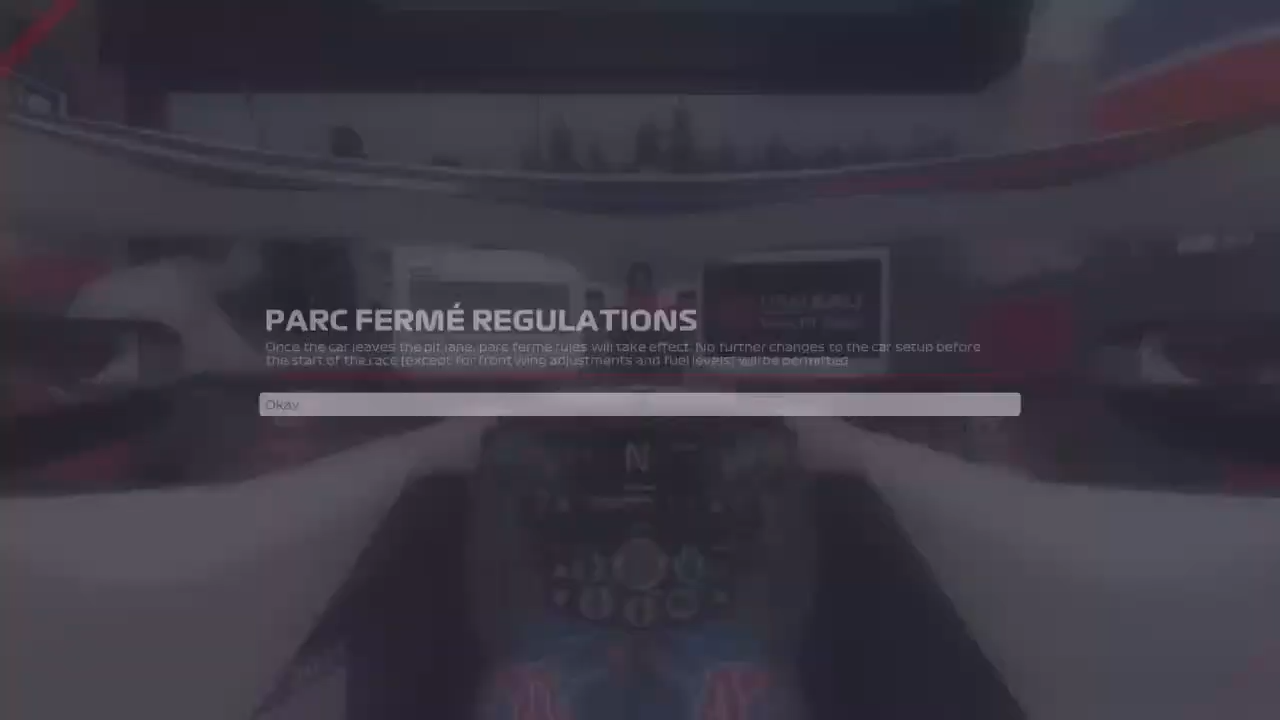 PARC FERMÉ REGULATIONS
Once the car leaves the pit lane, parc ferme rules will take effect. No further changes to the car setup before
the start of the race (except for front wing adjustments and fuel levels) will be permitted.
Okay
N